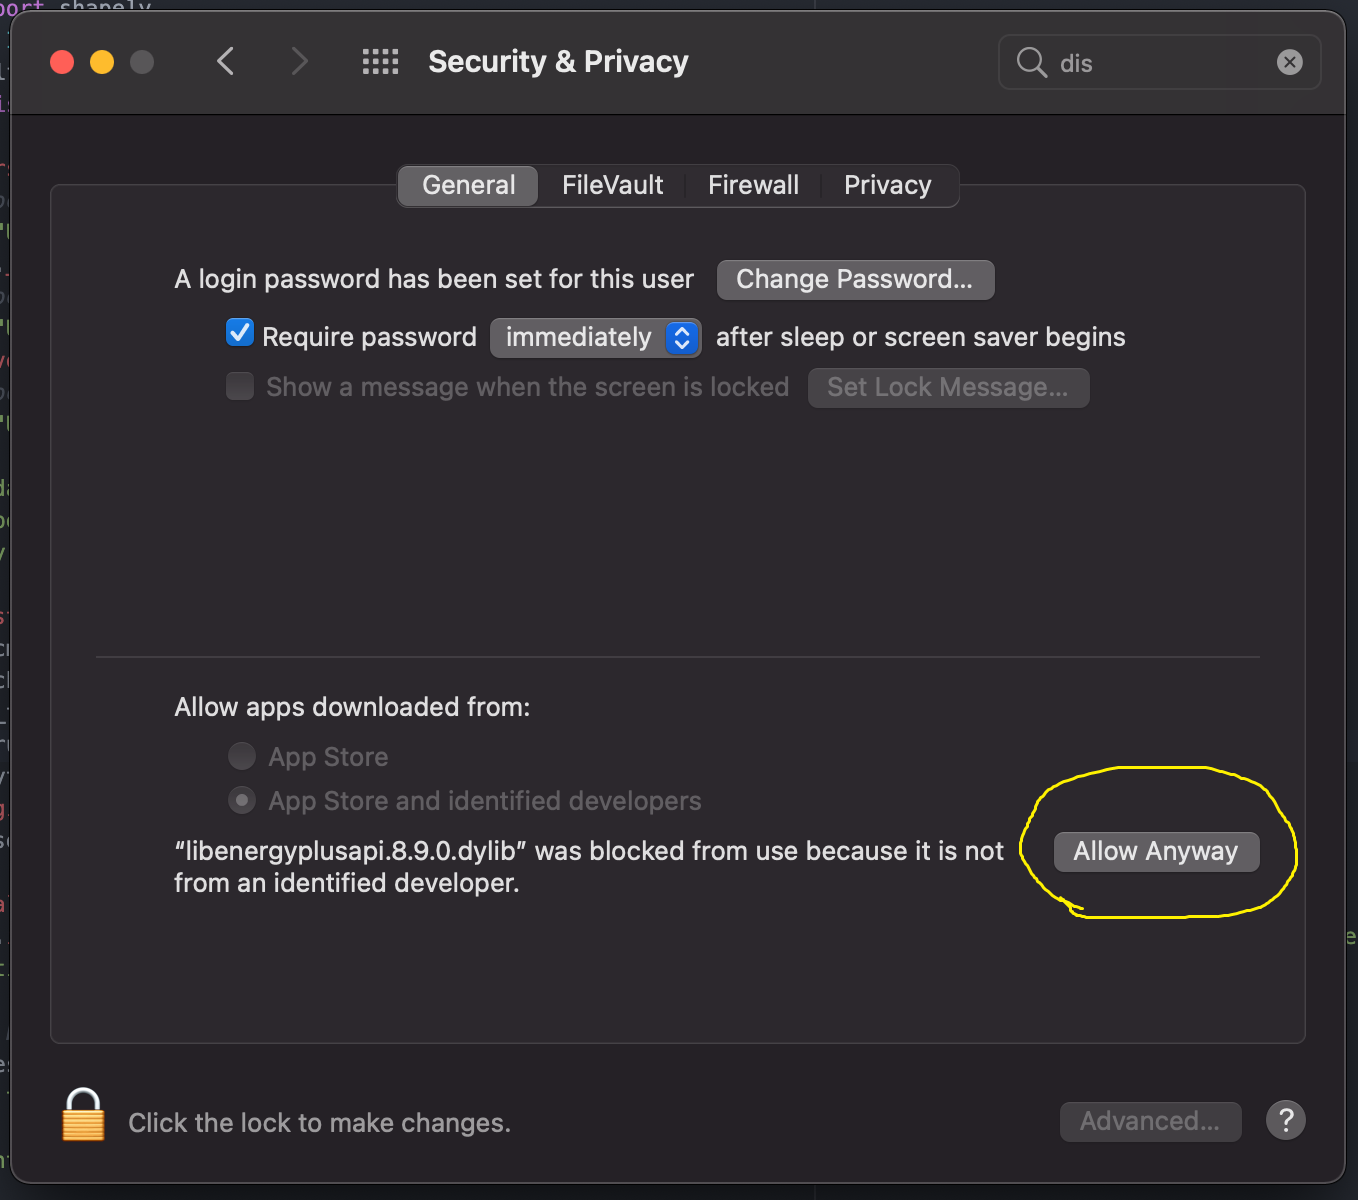 port shapely
Security & Privacy
dis
General
FileVault
Firewall
Privacy
A login password has been set for this user
Change Password...
Require password
immediately
after sleep or screen saver begins
Show a message when the screen is locked
Set Lock Message...
Allow apps downloaded from:
App Store
App Store and identified developers
“libenergyplusapi.8.9.0.dylib” was blocked from use because it is not
from an identified developer.
Allow Anyway
Click the lock to make changes.
Advanced...
?